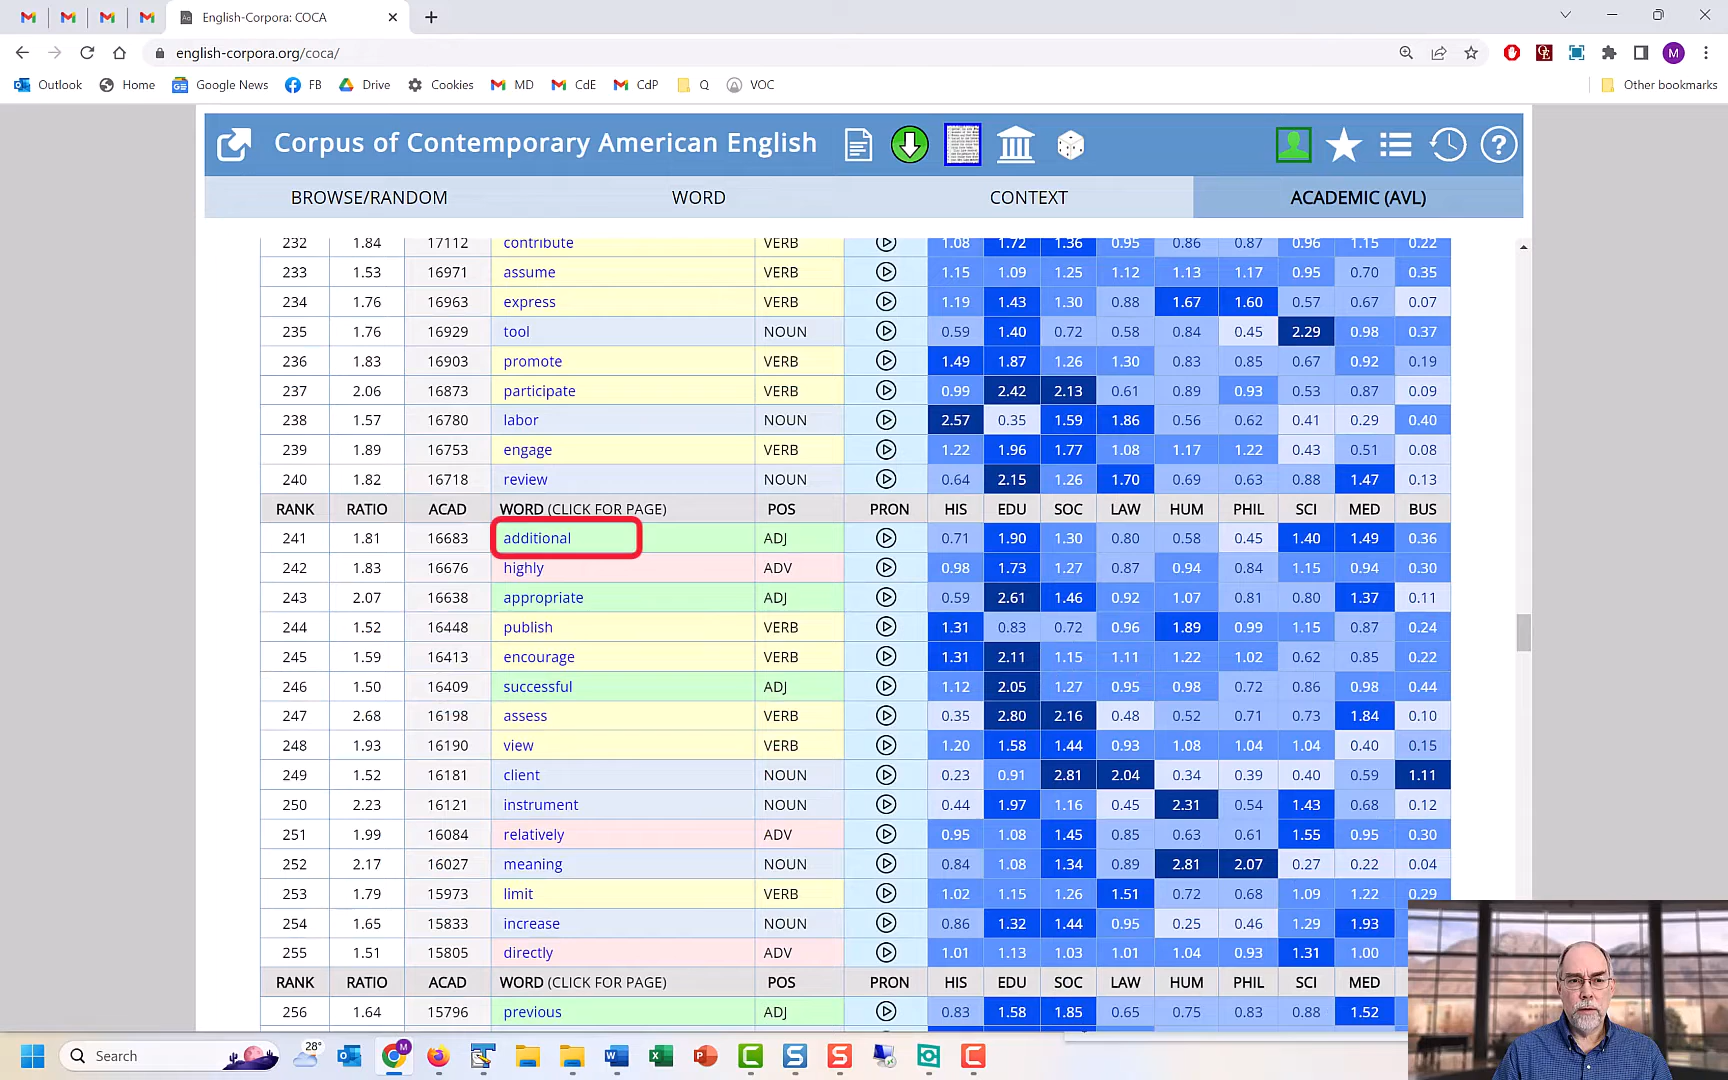 English-Corpora: COCA
english-corpora.org/coca/
Outlook Home Google News FB Drive Cookies MD CdE CdP Q VOC Other bookmarks
Corpus of Contemporary American English
BROWSE/RANDOM WORD CONTEXT ACADEMIC (AVL)
232 1.84 17112 contribute VERB 1.08 1.72 1.36 0.95 0.86 0.87 0.96 1.15 0.22
233 1.53 16971 assume VERB 1.15 1.09 1.25 1.12 1.13 1.17 0.95 0.70 0.35
234 1.76 16963 express VERB 1.19 1.43 1.30 0.88 1.67 1.60 0.57 0.67 0.07
235 1.76 16929 tool NOUN 0.59 1.40 0.72 0.58 0.84 0.45 2.29 0.98 0.37
236 1.83 16903 promote VERB 1.49 1.87 1.26 1.30 0.83 0.85 0.67 0.92 0.19
237 2.06 16873 participate VERB 0.99 2.42 2.13 0.61 0.89 0.93 0.53 0.87 0.09
238 1.57 16780 labor NOUN 2.57 0.35 1.59 1.86 0.56 0.62 0.41 0.29 0.40
239 1.89 16753 engage VERB 1.22 1.96 1.77 1.08 1.17 1.22 0.43 0.51 0.08
240 1.82 16718 review NOUN 0.64 2.15 1.26 1.70 0.69 0.63 0.88 1.47 0.13
RANK RATIO ACAD WORD (CLICK FOR PAGE) POS PRON HIS EDU SOC LAW HUM PHIL SCI MED BUS
241 1.81 16683 additional ADJ 0.71 1.90 1.30 0.80 0.58 0.45 1.40 1.49 0.36
242 1.83 16676 highly ADV 0.98 1.73 1.27 0.87 0.94 0.84 1.15 0.94 0.30
243 2.07 16638 appropriate ADJ 0.59 2.61 1.46 0.92 1.07 0.81 0.80 1.37 0.11
244 1.52 16448 publish VERB 1.31 0.83 0.72 0.96 1.89 0.99 1.15 0.87 0.24
245 1.59 16413 encourage VERB 1.31 2.11 1.15 1.11 1.22 1.02 0.62 0.85 0.22
246 1.50 16409 successful ADJ 1.12 2.05 1.27 0.95 0.98 0.72 0.86 0.98 0.44
247 2.68 16198 assess VERB 0.35 2.80 2.16 0.48 0.52 0.71 0.73 1.84 0.10
248 1.93 16190 view VERB 1.20 1.58 1.44 0.93 1.08 1.04 1.04 0.40 0.15
249 1.52 16181 client NOUN 0.23 0.91 2.81 2.04 0.34 0.39 0.40 0.59 1.11
250 2.23 16121 instrument NOUN 0.44 1.97 1.16 0.45 2.31 0.54 1.43 0.68 0.12
251 1.99 16084 relatively ADV 0.95 1.08 1.45 0.85 0.63 0.61 1.55 0.95 0.30
252 2.17 16027 meaning NOUN 0.84 1.08 1.34 0.89 2.81 2.07 0.27 0.22 0.04
253 1.79 15973 limit VERB 1.02 1.15 1.26 1.51 0.72 0.68 1.09 1.22 0.29
254 1.65 15833 increase NOUN 0.86 1.32 1.44 0.95 0.25 0.46 1.29 1.93
255 1.51 15805 directly ADV 1.01 1.13 1.03 1.01 1.04 0.93 1.31 1.00
RANK RATIO ACAD WORD (CLICK FOR PAGE) POS PRON HIS EDU SOC LAW HUM PHIL SCI MED
256 1.64 15796 previous ADJ 0.83 1.58 1.85 0.65 0.75 0.83 0.88 1.52
Search 28°